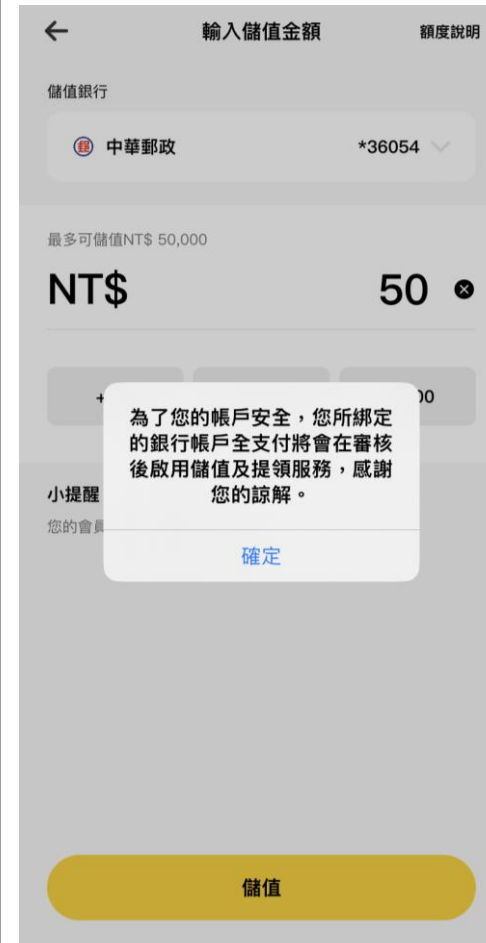 輸入儲值金額
額度說明
儲值銀行
中華郵政
*36054
最多可儲值NT$ 50,000
NT$
50
+
00
為了您的帳戶安全，您所綁定
的銀行帳戶全支付將會在審核
後啟用儲值及提領服務，感謝
您的諒解。
確定
小提醒
您的會員
儲值